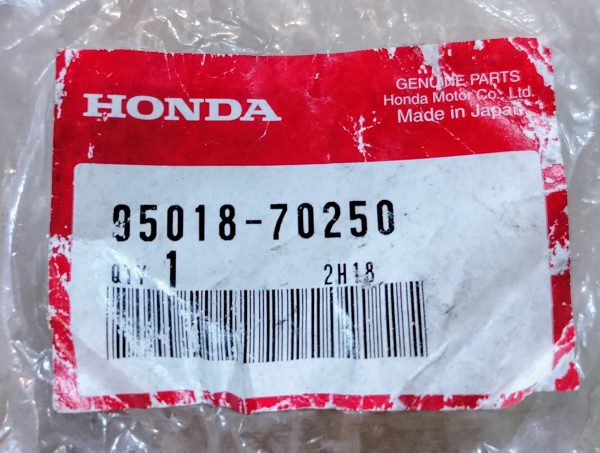 HONDA
GENUINE PARTS
Honda Motor Co., Ltd.
Made in Japan
95018-70250
QTY 1
2H18